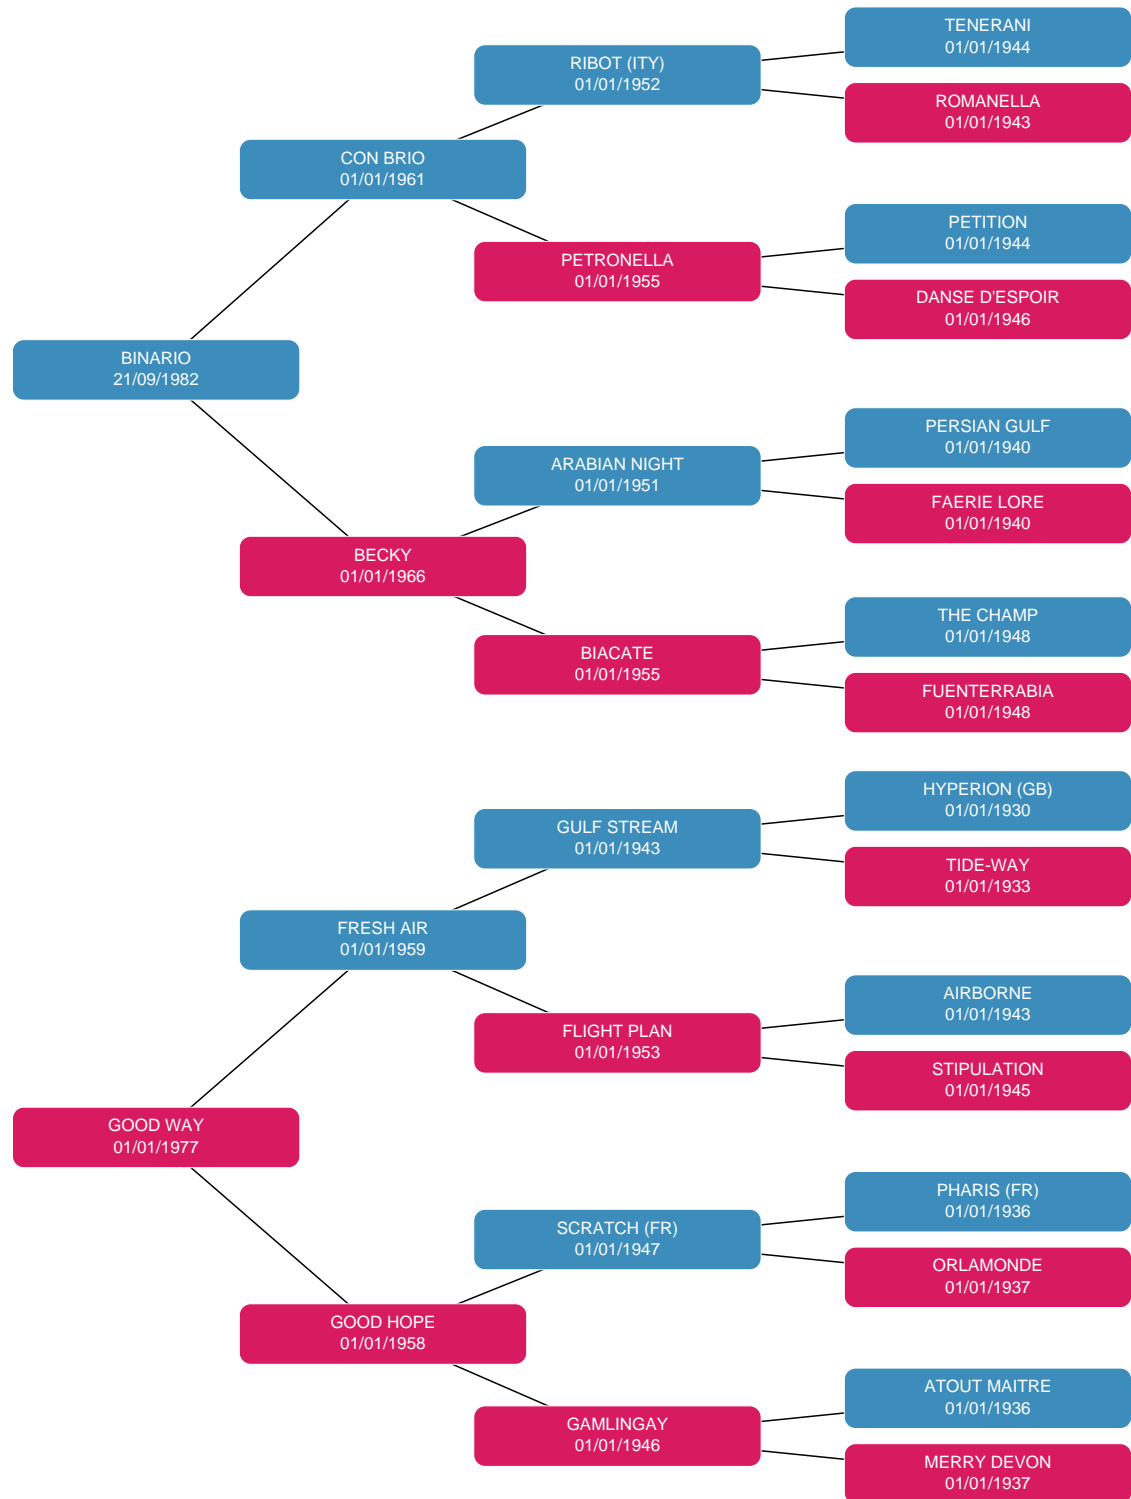 TENERANI
01/01/1944
RIBOT (ITY)
01/01/1952
ROMANELLA
01/01/1943
CON BRIO
01/01/1961
PETITION
01/01/1944
PETRONELLA
01/01/1955
DANSE D'ESPOIR
01/01/1946
BINARIO
21/09/1982
PERSIAN GULF
01/01/1940
ARABIAN NIGHT
01/01/1951
FAERIE LORE
01/01/1940
BECKY
01/01/1966
THE CHAMP
01/01/1948
BIACATE
01/01/1955
FUENTERRABIA
01/01/1948
HYPERION (GB)
01/01/1930
GULF STREAM
01/01/1943
TIDE-WAY
01/01/1933
FRESH AIR
01/01/1959
AIRBORNE
01/01/1943
FLIGHT PLAN
01/01/1953
STIPULATION
01/01/1945
GOOD WAY
01/01/1977
PHARIS (FR)
01/01/1936
SCRATCH (FR)
01/01/1947
ORLAMONDE
01/01/1937
GOOD HOPE
01/01/1958
ATOUT MAITRE
01/01/1936
GAMLINGAY
01/01/1946
MERRY DEVON
01/01/1937